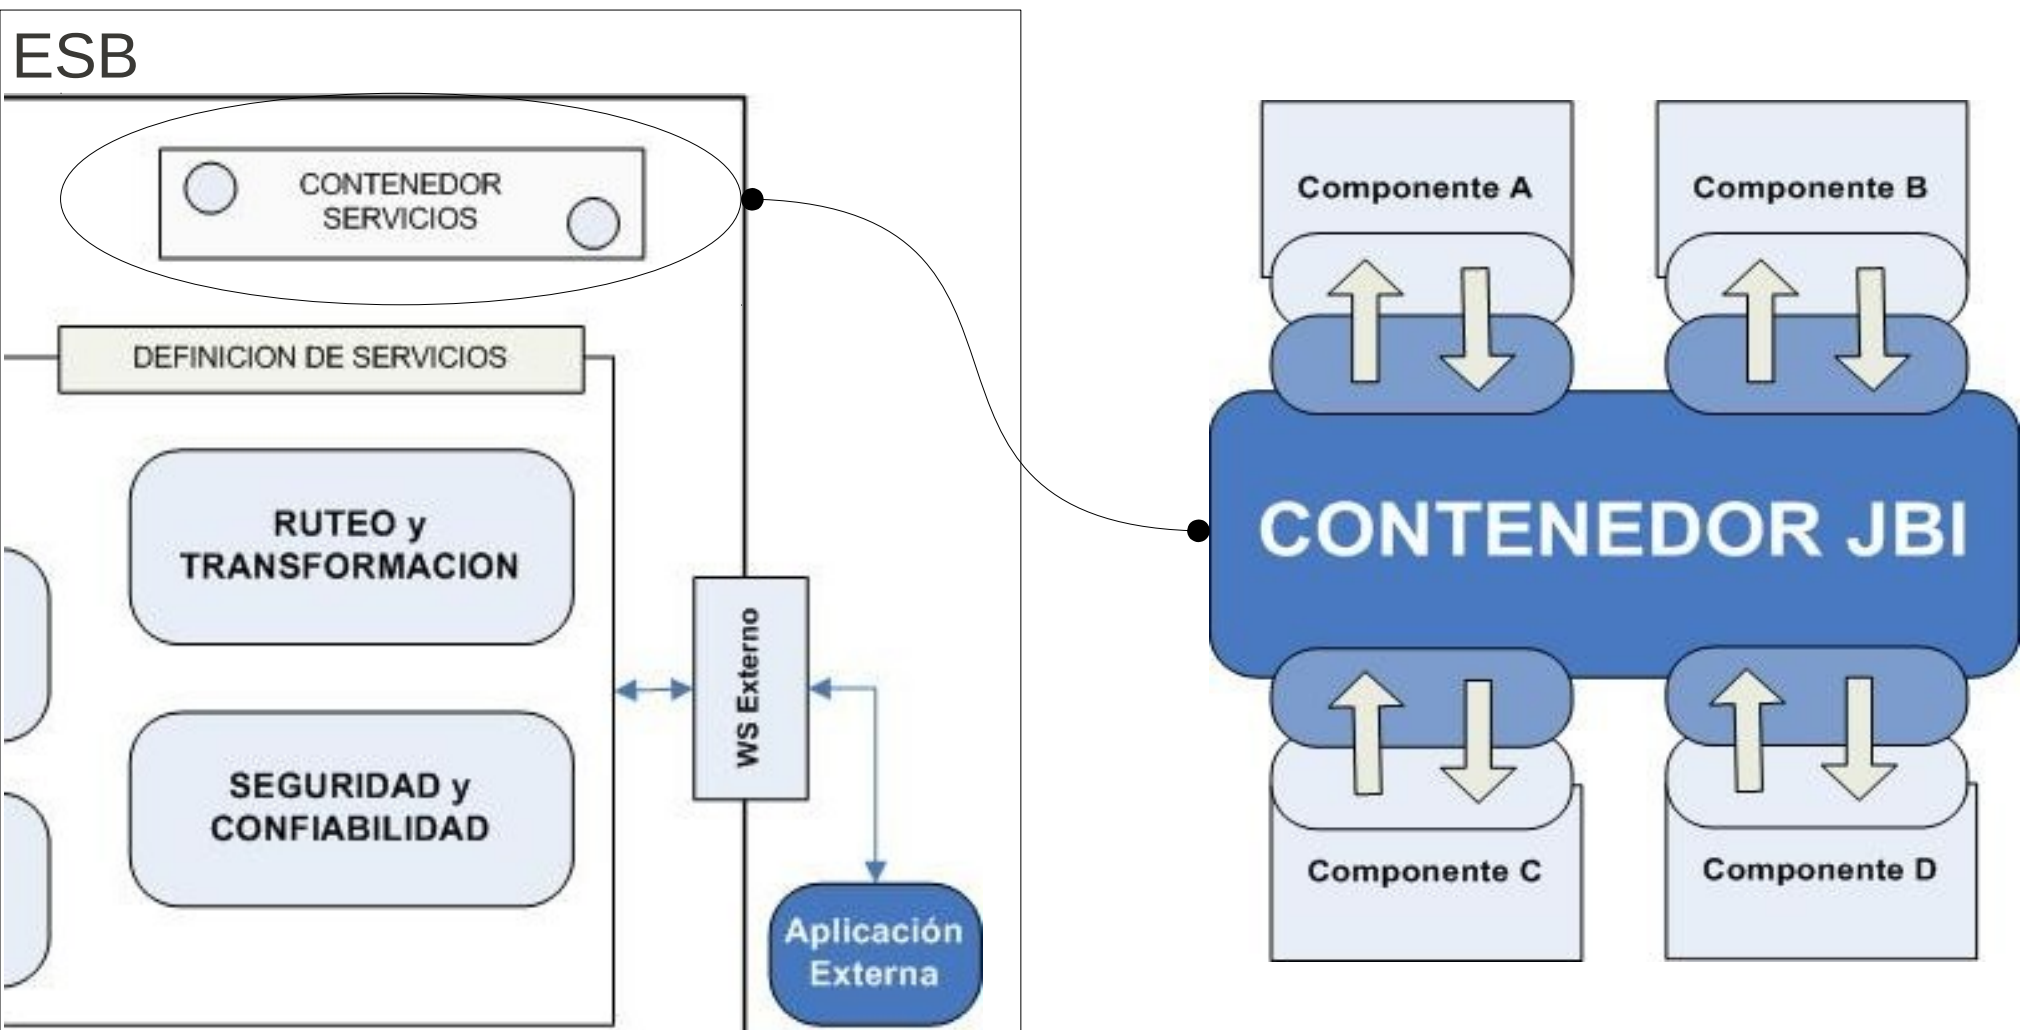 ESB
CONTENEDOR
SERVICIOS
DEFINICION DE SERVICIOS
RUTEO y
TRANSFORMACION
SEGURIDAD y
CONFIABILIDAD
WS Externo
Aplicación
Externa
Componente A
Componente B
CONTENEDOR JBI
Componente C
Componente D